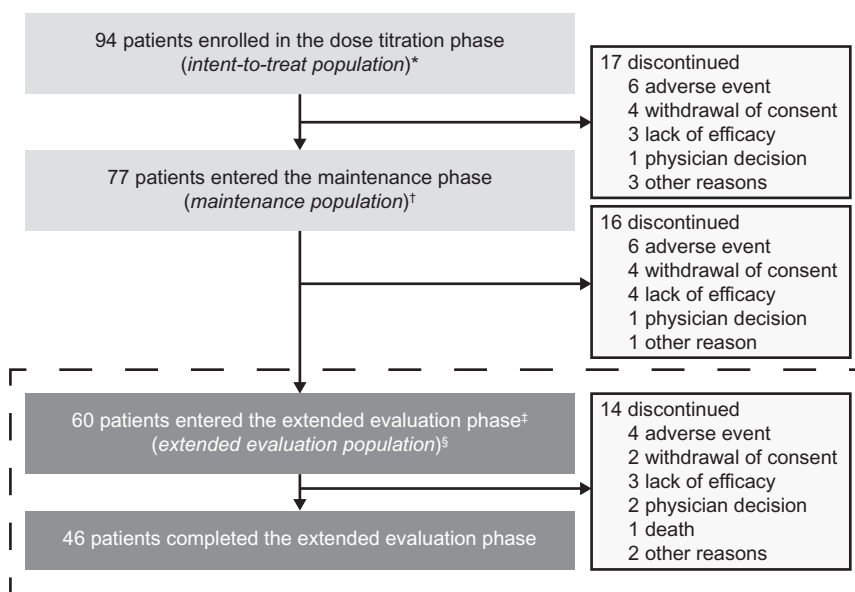 94 patients enrolled in the dose titration phase
(intent-to-treat population)*
17 discontinued
6 adverse event
4 withdrawal of consent
3 lack of efficacy
1 physician decision
3 other reasons
77 patients entered the maintenance phase
(maintenance population)†
16 discontinued
6 adverse event
4 withdrawal of consent
4 lack of efficacy
1 physician decision
1 other reason
60 patients entered the extended evaluation phase‡
(extended evaluation population)§
14 discontinued
4 adverse event
2 withdrawal of consent
3 lack of efficacy
2 physician decision
1 death
2 other reasons
46 patients completed the extended evaluation phase